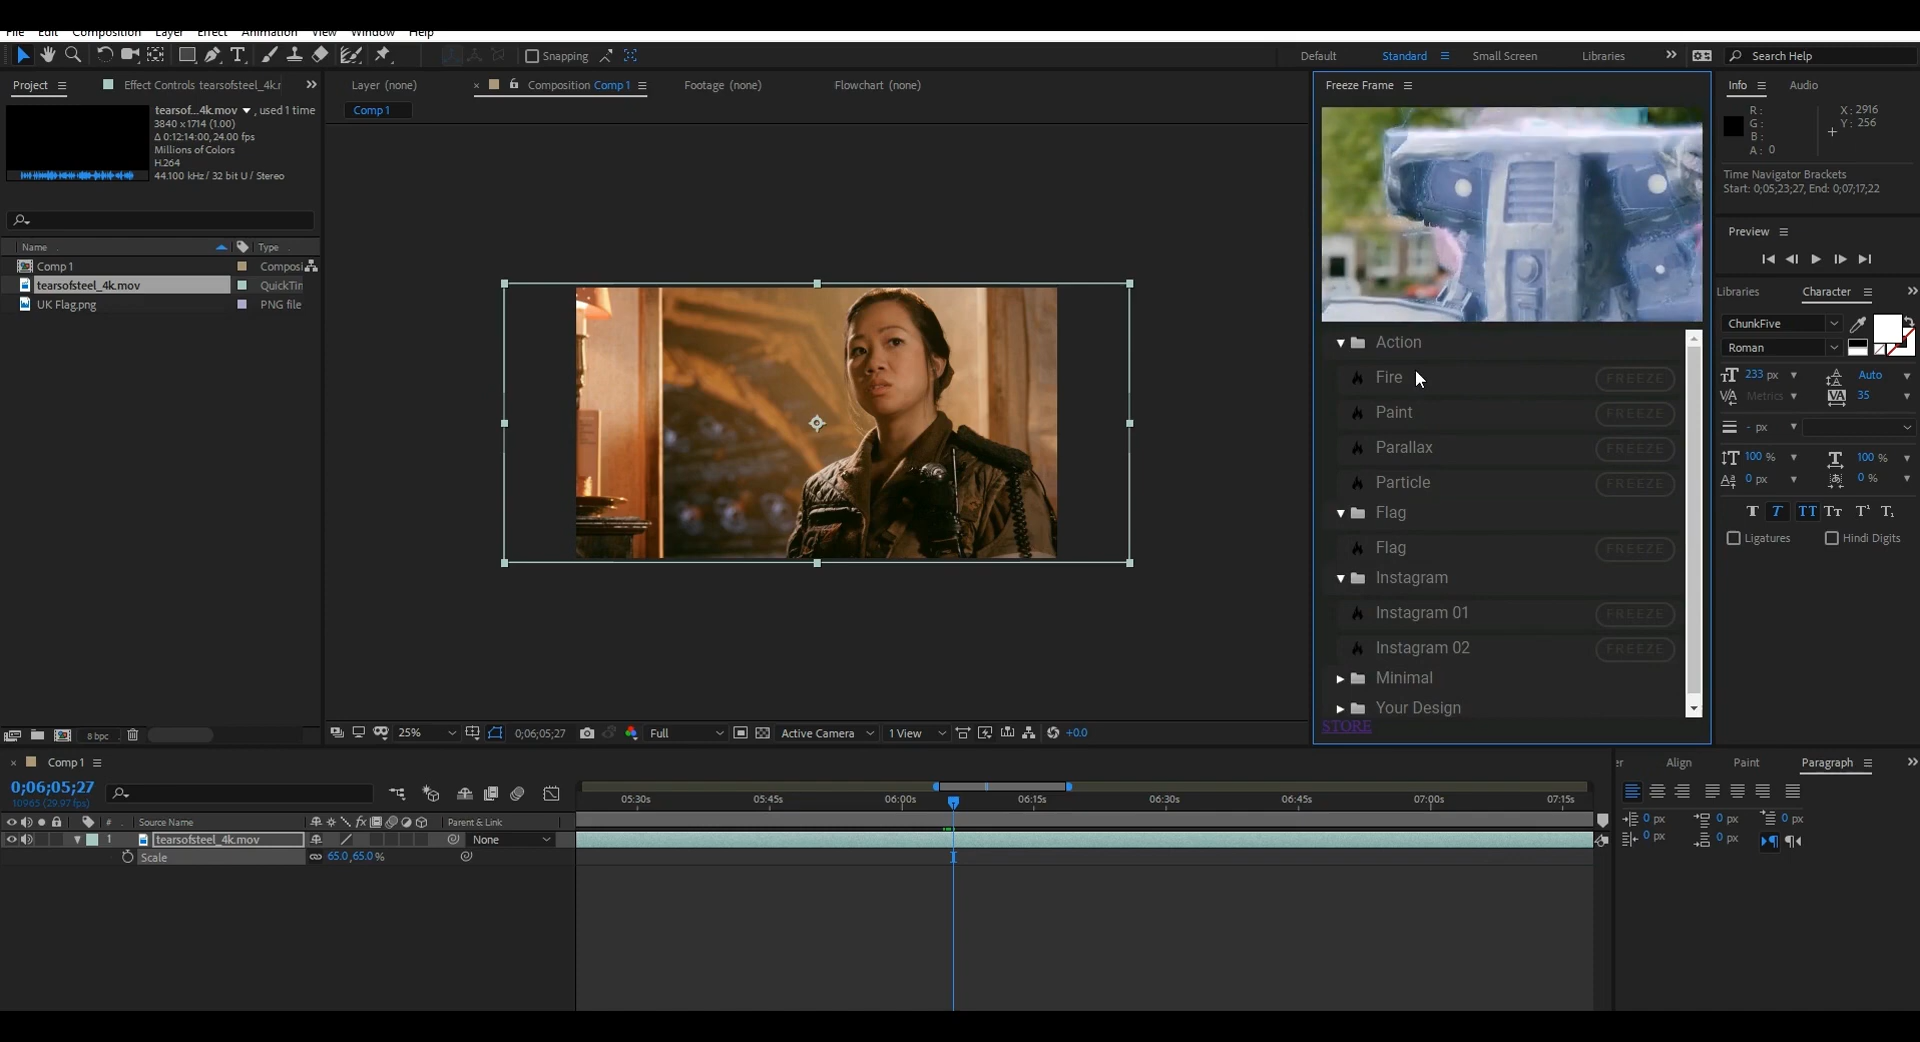 File Edit Composition Layer Effect Animation View Window Help
Snapping
Default Standard Small Screen Libraries Search Help
Project Effect Controls tearsofsteel_4k.r
tearsof...4k.mov , used 1 time
3840 x1714 (1.00)
Δ 0:12:14:00, 24.00 fps
Millions of Colors
H.264
44.100 kHz / 32 bit U / Stereo
Name Type
Comp 1 Composi
tearsofsteel_4k.mov QuickTin
UK Flag.png PNG file
8 bpc
Layer (none) Composition Comp 1 Footage (none) Flowchart (none)
Comp 1
25% 0;06;05;27 Full Active Camera 1 View +0.0
Freeze Frame
Action
Fire FREEZE
Paint FREEZE
Parallax FREEZE
Particle FREEZE
Flag
Flag FREEZE
Instagram
Instagram 01 FREEZE
Instagram 02 FREEZE
Minimal
Your Design
STORE
Info Audio
R: X: 2916
G: Y: 256
B:
A: 0
Time Navigator Brackets
Start: 0;05;23;27, End: 0;07;17;22
Preview
Libraries Character
ChunkFive
Roman
233 px Auto
Metrics 35
- px
100 % 100 %
0 px 0 %
Ligatures Hindi Digits
Comp 1
0;06;05;27
10965 (29.97 fps)
# Source Name Parent & Link
1 tearsofsteel_4k.mov None
Scale 65.0,65.0%
05:30s 05:45s 06:00s 06:15s 06:30s 06:45s 07:00s 07:15s
er Align Paint Paragraph
0 px 0 px 0 px
0 px 0 px